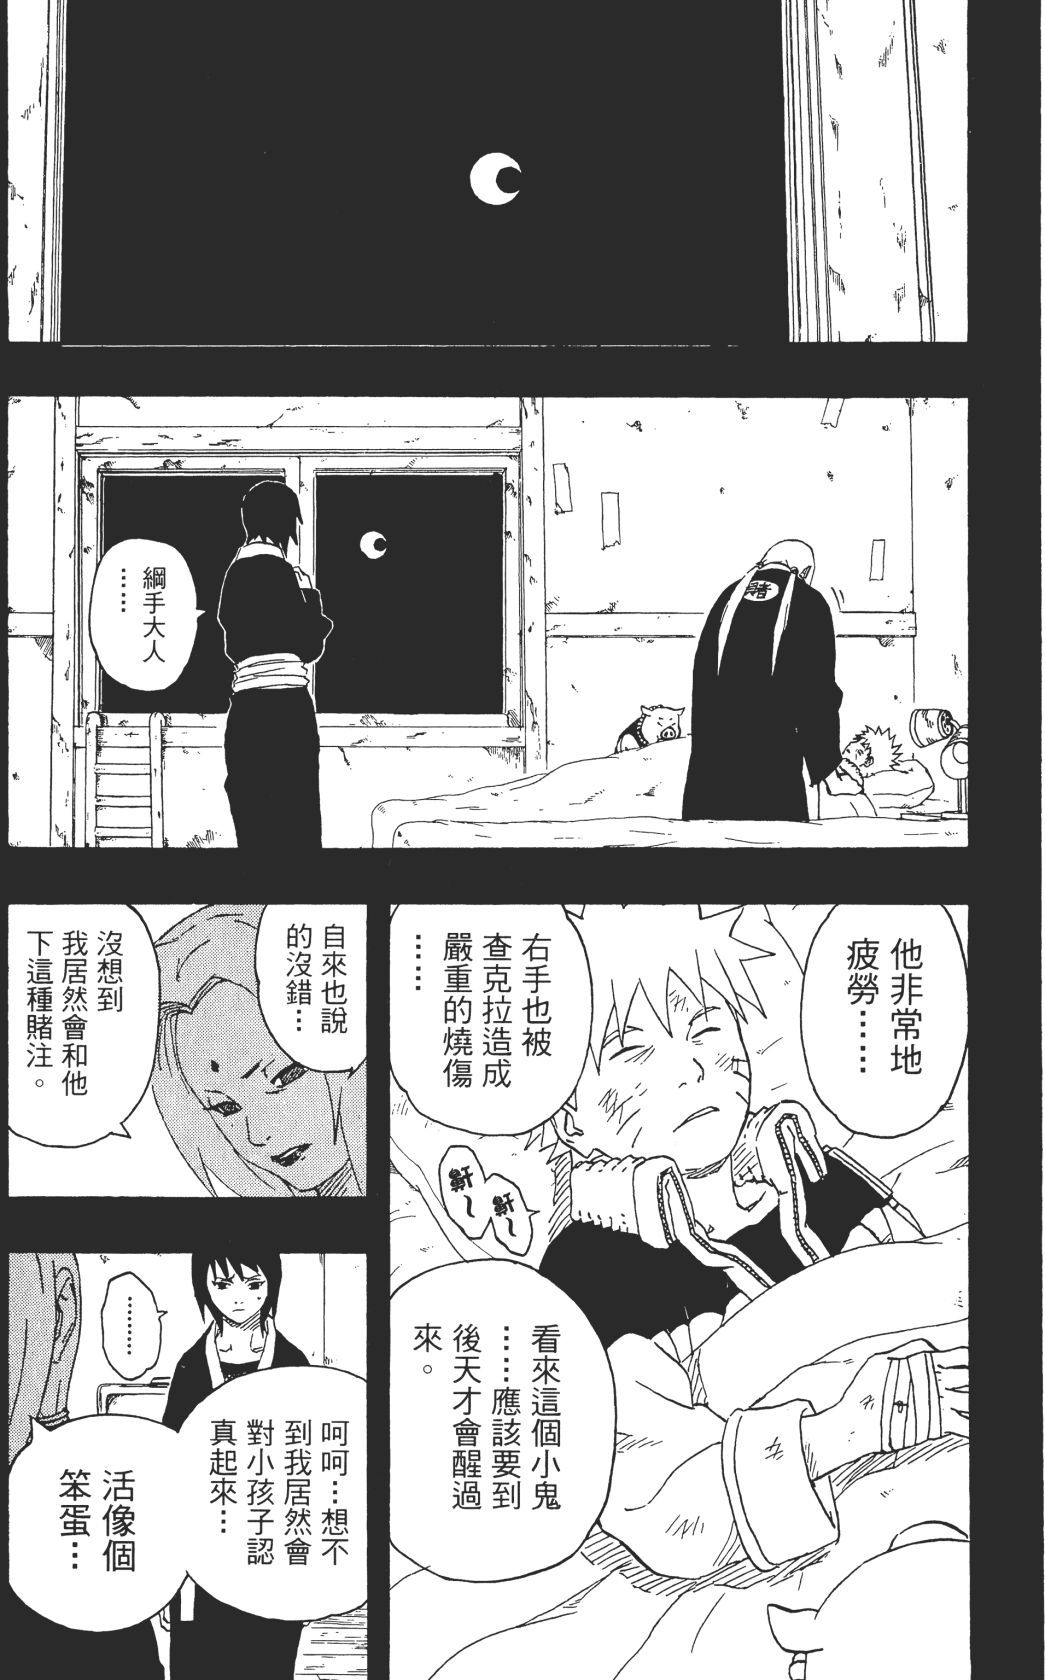 綱手大人
……
賭
他非常地
疲勞……
右手也被
查克拉造成
嚴重的燒傷
……
鼾～
鼾～
看來這個小鬼
……應該要到
後天才會醒過
來。
自來也說
的沒錯…
沒想到
我居然會和他
下這種賭注。
………
呵呵…想不
到我居然會
對小孩子認
真起來…
活像個
笨蛋…